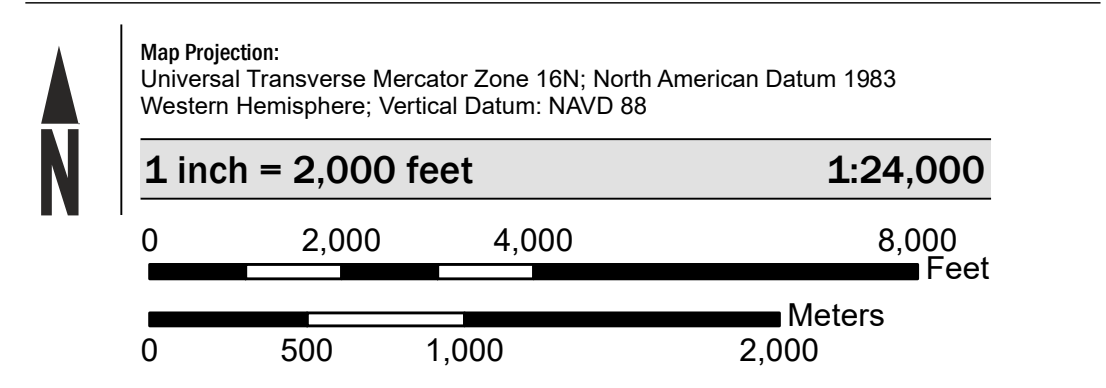 N
Map Projection:
Universal Transverse Mercator Zone 16N; North American Datum 1983
Western Hemisphere; Vertical Datum: NAVD 88
1 inch = 2,000 feet 1:24,000
0 2,000 4,000 8,000
Feet
Meters
0 500 1,000 2,000